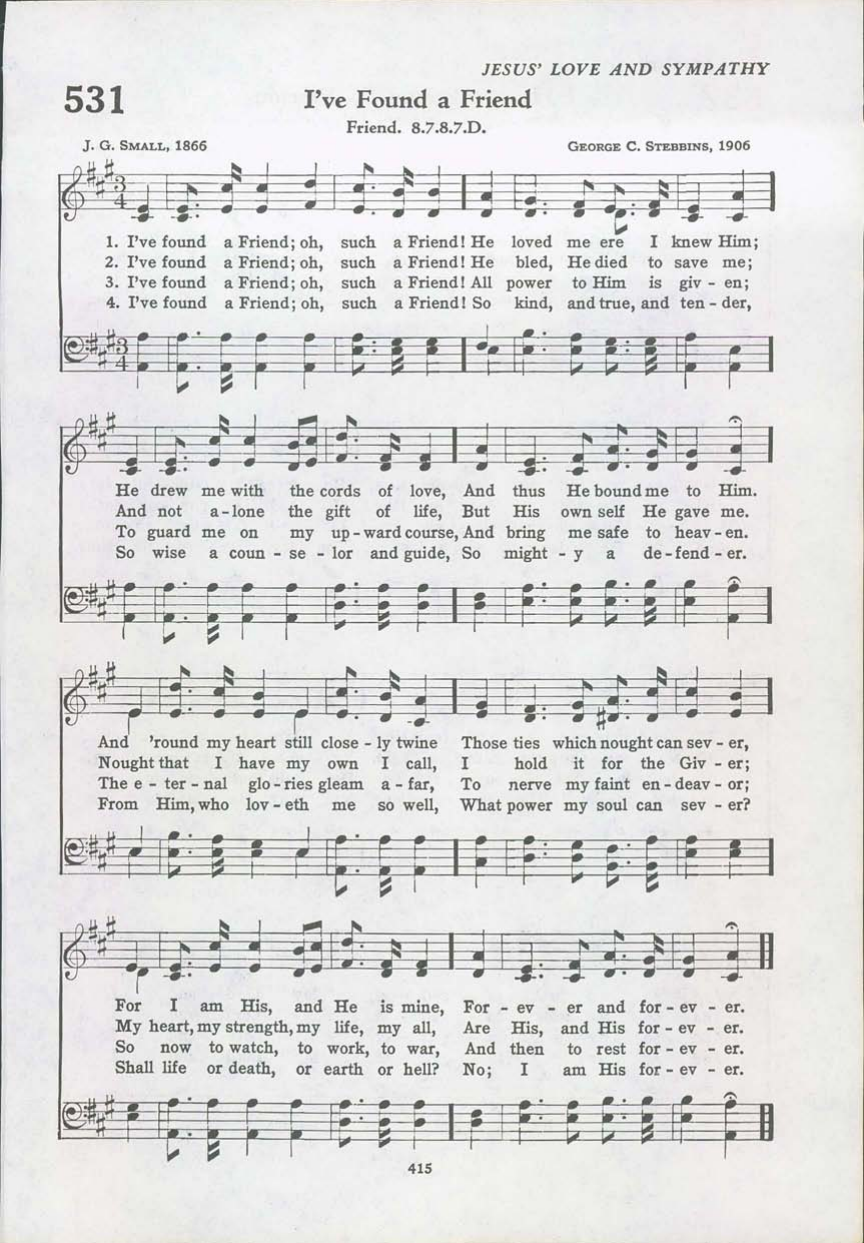 JESUS' LOVE AND SYMPATHY
531 I've Found a Friend
Friend. 8.7.8.7.D.
J. G. SMALL, 1866 GEORGE C. STEBBINS, 1906
3 4
1. I've found a Friend; oh, such a Friend! He loved me ere I knew Him;
2. I've found a Friend; oh, such a Friend! He bled, He died to save me;
3. I've found a Friend; oh, such a Friend! All power to Him is giv - en;
4. I've found a Friend; oh, such a Friend! So kind, and true, and ten - der,
3 4
He drew me with the cords of love, And thus He bound me to Him.
And not a - lone the gift of life, But His own self He gave me.
To guard me on my up - ward course, And bring me safe to heav - en.
So wise a coun - se - lor and guide, So might - y a de - fend - er.
And 'round my heart still close - ly twine Those ties which nought can sev - er,
Nought that I have my own I call, I hold it for the Giv - er;
The e - ter - nal glo - ries gleam a - far, To nerve my faint en - deav - or;
From Him, who lov - eth me so well, What power my soul can sev - er?
For I am His, and He is mine, For - ev - er and for - ev - er.
My heart, my strength, my life, my all, Are His, and His for - ev - er.
So now to watch, to work, to war, And then to rest for - ev - er.
Shall life or death, or earth or hell? No; I am His for - ev - er.
415